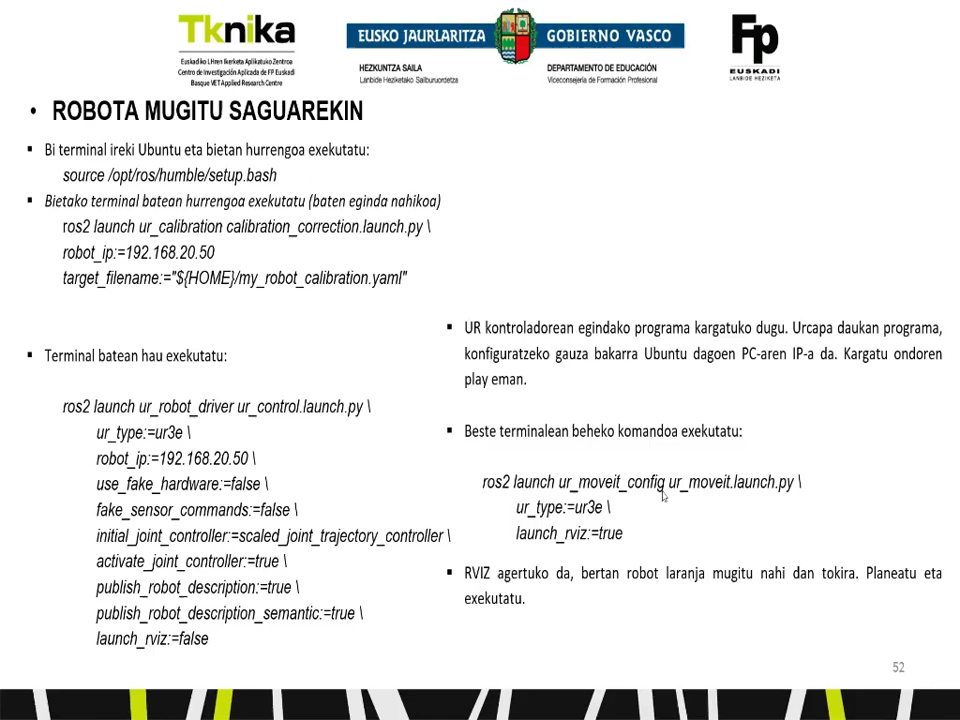 Tknika
Euskadiko LHren Ikerketa Aplikatuko Zentroa
Centro de Investigación Aplicada de FP Euskadi
Basque VET Applied Research Centre
EUSKO JAURLARITZA
GOBIERNO VASCO
HEZKUNTZA SAILA
Lanbide Heziketako Sailburuordetza
DEPARTAMENTO DE EDUCACIÓN
Viceconsejería de Formación Profesional
Fp
EUSKADI
LANBIDE HEZIKETA
• ROBOTA MUGITU SAGUAREKIN
▪ Bi terminal ireki Ubuntu eta bietan hurrengoa exekutatu:
source /opt/ros/humble/setup.bash
▪ Bietako terminal batean hurrengoa exekutatu (baten eginda nahikoa)
ros2 launch ur_calibration calibration_correction.launch.py \
robot_ip:=192.168.20.50
target_filename:="${HOME}/my_robot_calibration.yaml"
▪ Terminal batean hau exekutatu:
ros2 launch ur_robot_driver ur_control.launch.py \
ur_type:=ur3e \
robot_ip:=192.168.20.50 \
use_fake_hardware:=false \
fake_sensor_commands:=false \
initial_joint_controller:=scaled_joint_trajectory_controller \
activate_joint_controller:=true \
publish_robot_description:=true \
publish_robot_description_semantic:=true \
launch_rviz:=false
▪ UR kontroladorean egindako programa kargatuko dugu. Urcapa daukan programa,
konfiguratzeko gauza bakarra Ubuntu dagoen PC-aren IP-a da. Kargatu ondoren
play eman.
▪ Beste terminalean beheko komandoa exekutatu:
ros2 launch ur_moveit_config ur_moveit.launch.py \
ur_type:=ur3e \
launch_rviz:=true
▪ RVIZ agertuko da, bertan robot laranja mugitu nahi dan tokira. Planeatu eta
exekutatu.
52